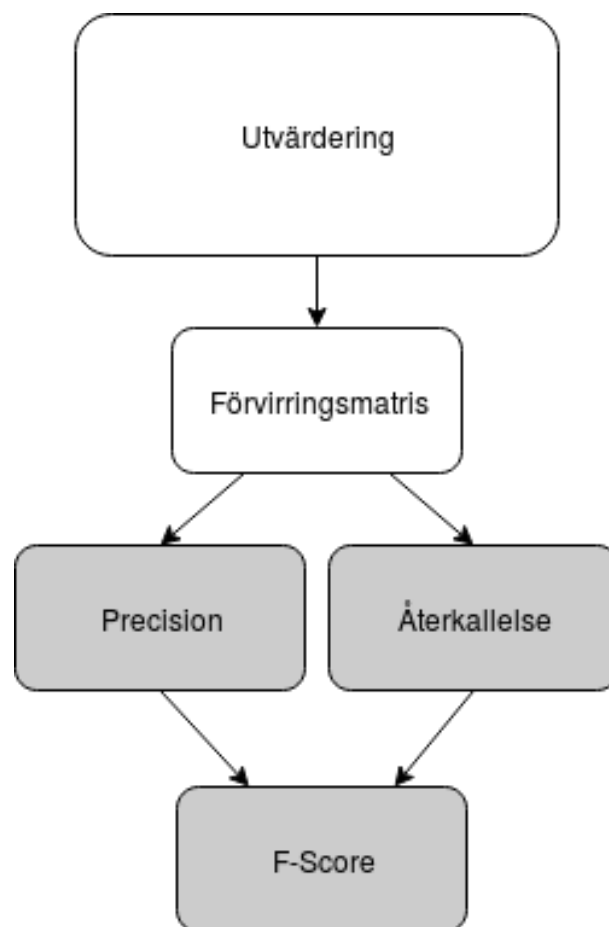 Utvärdering
Förvirringsmatris
Precision
Återkallelse
F-Score